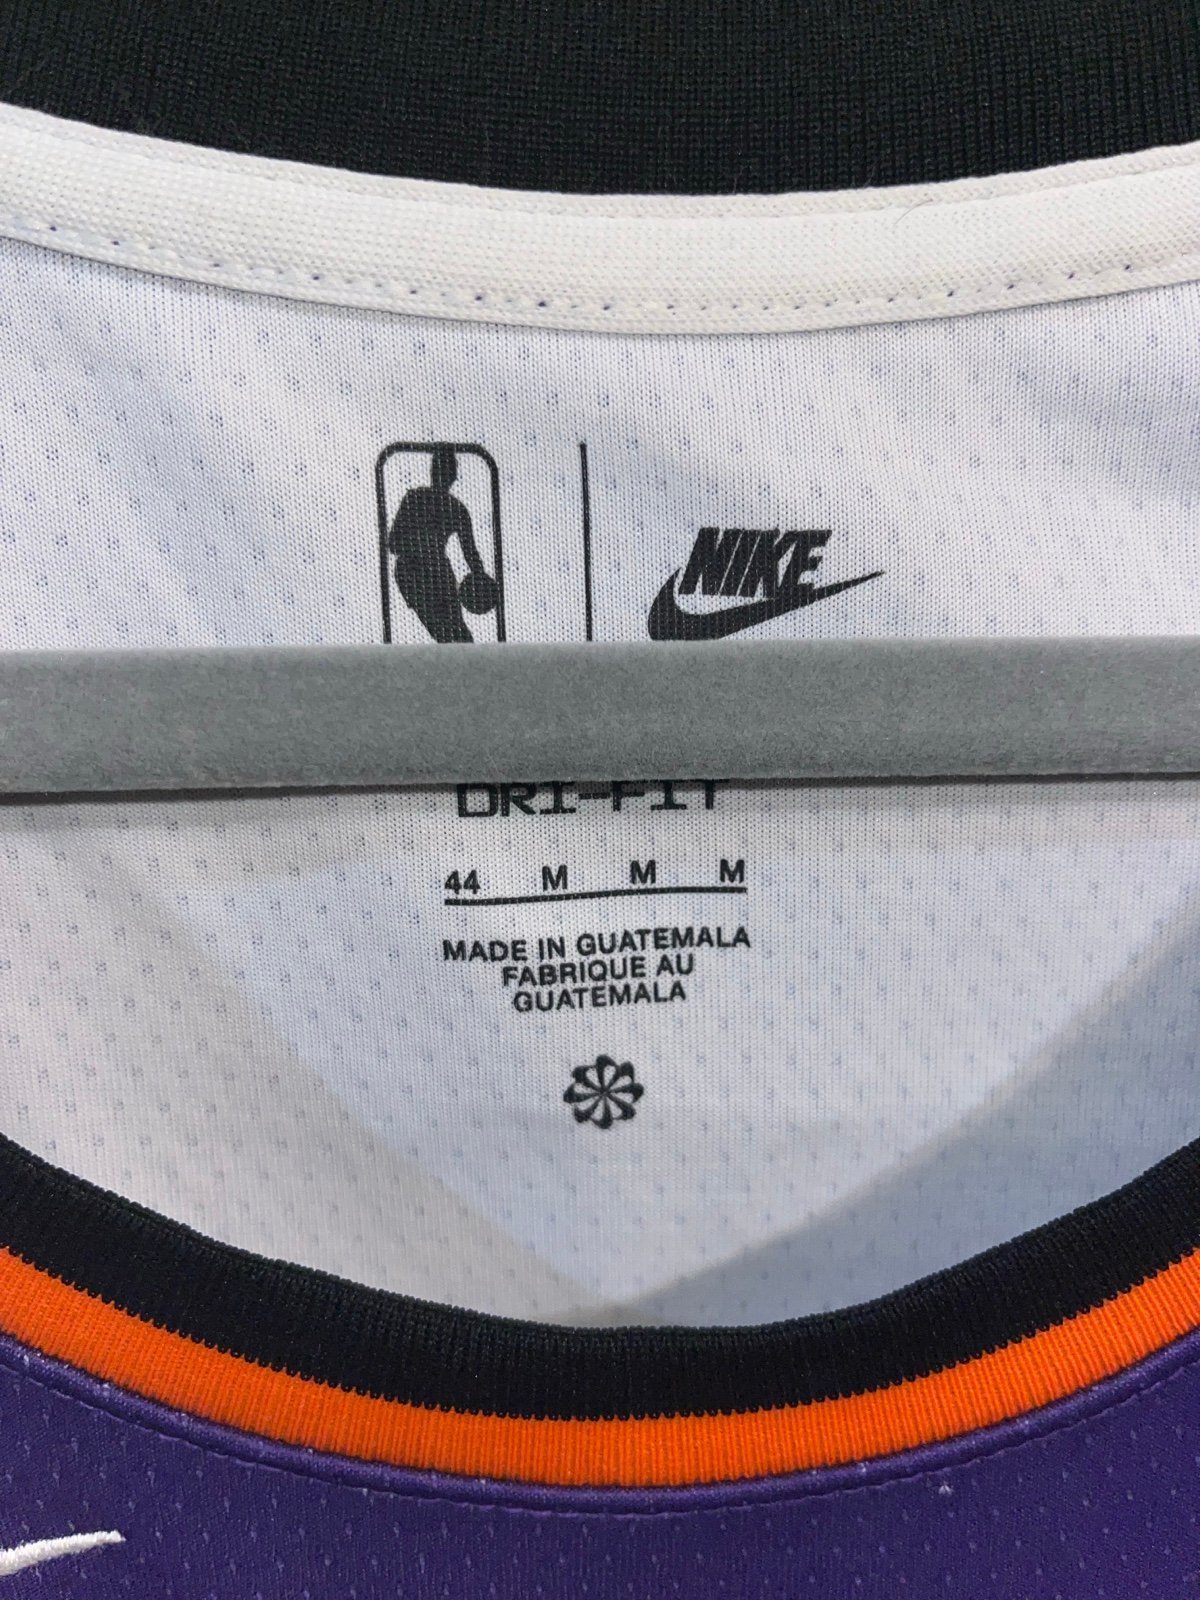 NIKE
DRI-FIT
44 M M M
MADE IN GUATEMALA
FABRIQUE AU
GUATEMALA